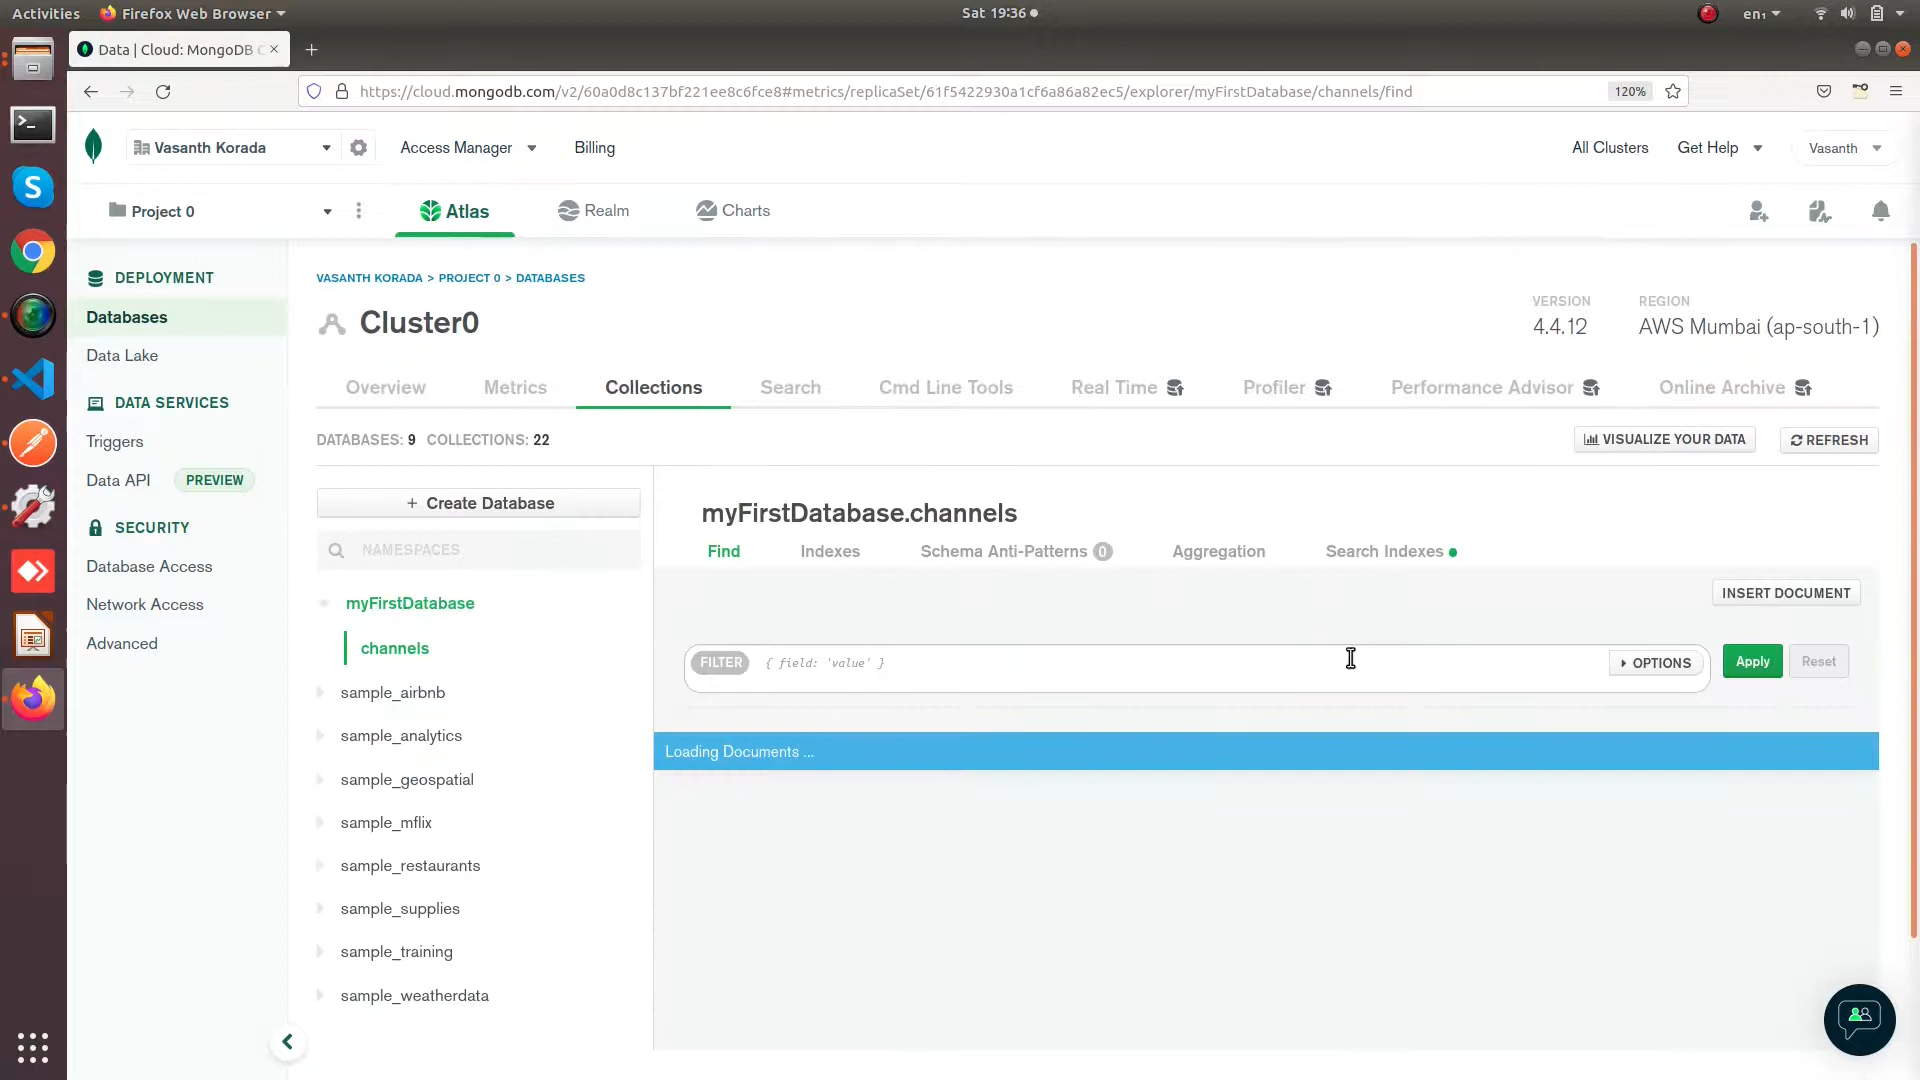 Activities
Firefox Web Browser
Sat 19:36
en₁
Data | Cloud: MongoDB C
https://cloud.mongodb.com/v2/60a0d8c137bf221ee8c6fce8#metrics/replicaSet/61f5422930a1cf6a86a82ec5/explorer/myFirstDatabase/channels/find
120%
Vasanth Korada
Access Manager
Billing
All Clusters
Get Help
Vasanth
Project 0
Atlas
Realm
Charts
DEPLOYMENT
Databases
Data Lake
DATA SERVICES
Triggers
Data API PREVIEW
SECURITY
Database Access
Network Access
Advanced
VASANTH KORADA > PROJECT 0 > DATABASES
Cluster0
VERSION
4.4.12
REGION
AWS Mumbai (ap-south-1)
Overview
Metrics
Collections
Search
Cmd Line Tools
Real Time
Profiler
Performance Advisor
Online Archive
DATABASES: 9 COLLECTIONS: 22
VISUALIZE YOUR DATA
REFRESH
+ Create Database
NAMESPACES
myFirstDatabase
channels
sample_airbnb
sample_analytics
sample_geospatial
sample_mflix
sample_restaurants
sample_supplies
sample_training
sample_weatherdata
myFirstDatabase.channels
Find
Indexes
Schema Anti-Patterns 0
Aggregation
Search Indexes
INSERT DOCUMENT
FILTER { field: 'value' }
OPTIONS
Apply
Reset
Loading Documents ...